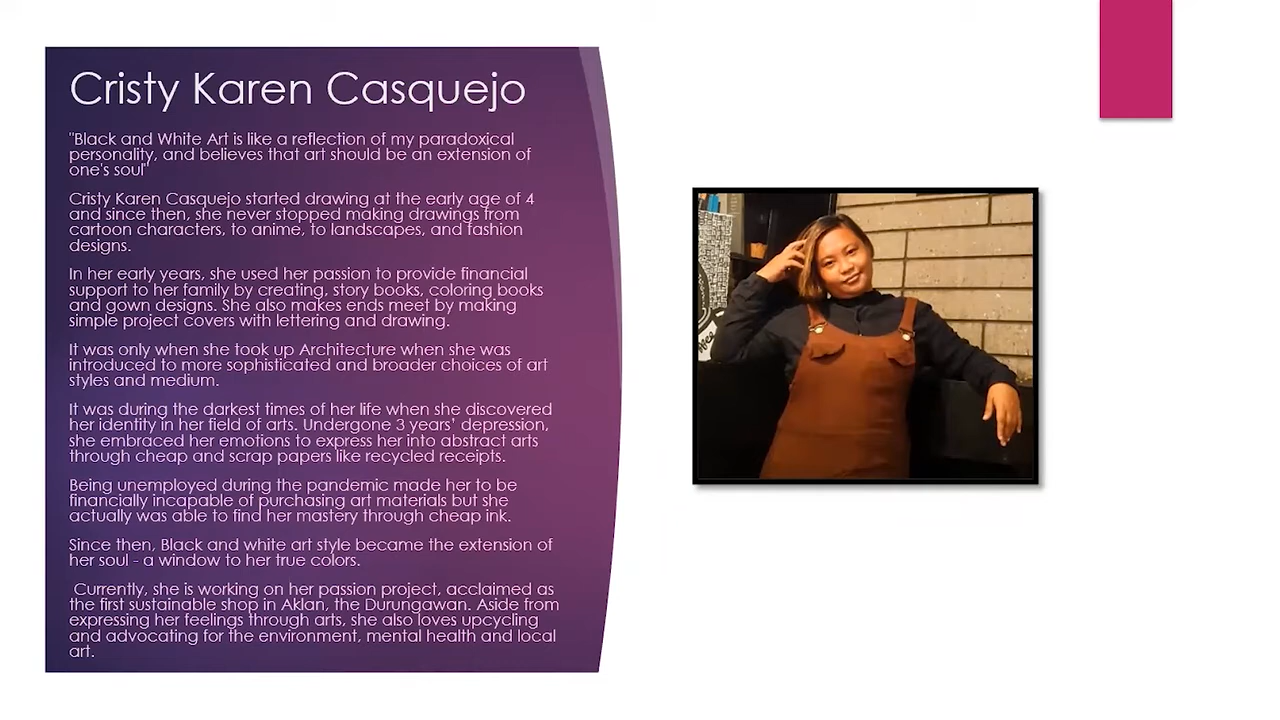 Cristy Karen Casquejo
"Black and White Art is like a reflection of my paradoxical
personality, and believes that art should be an extension of
one's soul"
Cristy Karen Casquejo started drawing at the early age of 4
and since then, she never stopped making drawings from
cartoon characters, to anime, to landscapes, and fashion
designs.
In her early years, she used her passion to provide financial
support to her family by creating, story books, coloring books
and gown designs. She also makes ends meet by making
simple project covers with lettering and drawing.
It was only when she took up Architecture when she was
introduced to more sophisticated and broader choices of art
styles and medium.
It was during the darkest times of her life when she discovered
her identity in her field of arts. Undergone 3 years’ depression,
she embraced her emotions to express her into abstract arts
through cheap and scrap papers like recycled receipts.
Being unemployed during the pandemic made her to be
financially incapable of purchasing art materials but she
actually was able to find her mastery through cheap ink.
Since then, Black and white art style became the extension of
her soul - a window to her true colors.
Currently, she is working on her passion project, acclaimed as
the first sustainable shop in Aklan, the Durungawan. Aside from
expressing her feelings through arts, she also loves upcycling
and advocating for the environment, mental health and local
art.